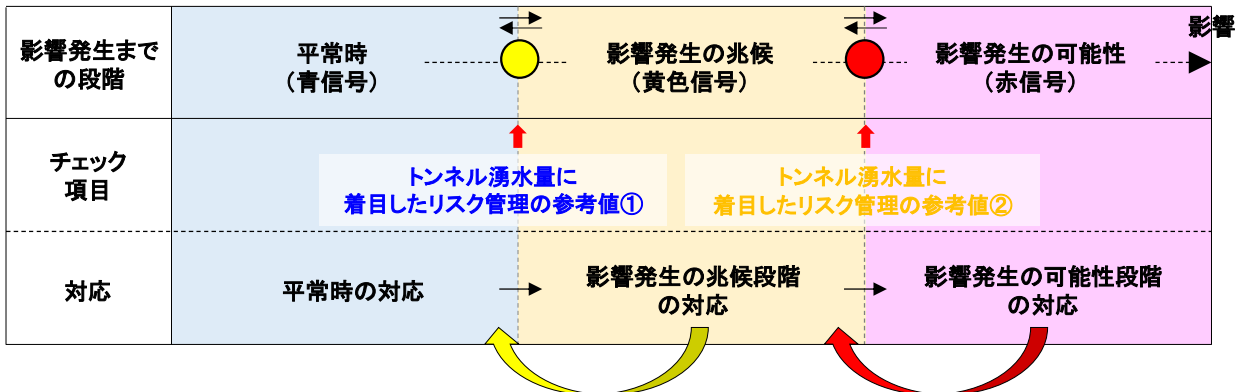 影響発生まで
の段階
平常時
（青信号）
影響発生の兆候
（黄色信号）
影響発生の可能性
（赤信号）
影響
チェック
項目
トンネル湧水量に
着目したリスク管理の参考値①
トンネル湧水量に
着目したリスク管理の参考値②
対応
平常時の対応
影響発生の兆候段階
の対応
影響発生の可能性段階
の対応